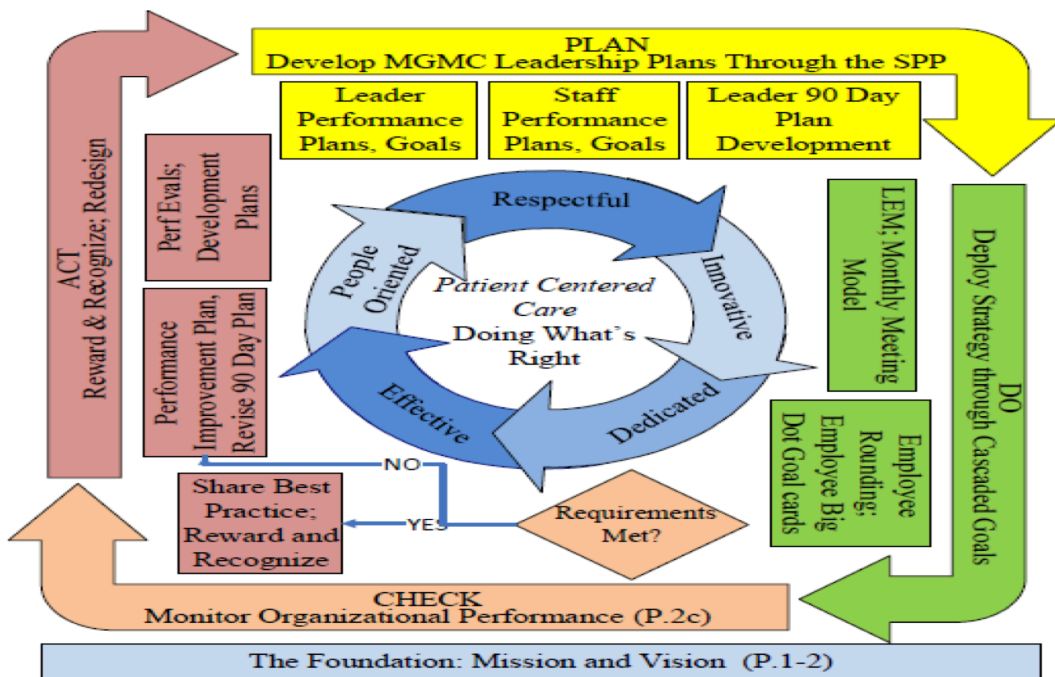 PLAN
Develop MGMC Leadership Plans Through the SPP
Leader
Performance
Plans, Goals
Staff
Performance
Plans, Goals
Leader 90 Day
Plan
Development
ACT
Reward & Recognize; Redesign
Perf Evals;
Development
Plans
Performance
Improvement Plan,
Revise 90 Day Plan
Respectful
Innovative
Dedicated
Effective
People
Oriented
Patient Centered
Care
Doing What's
Right
LEM; Monthly Meeting
Model
Employee
Rounding;
Employee Big
Dot Goal cards
DO
Deploy Strategy through Cascaded Goals
NO
YES
Share Best
Practice;
Reward and
Recognize
Requirements
Met?
CHECK
Monitor Organizational Performance (P.2c)
The Foundation: Mission and Vision (P.1-2)